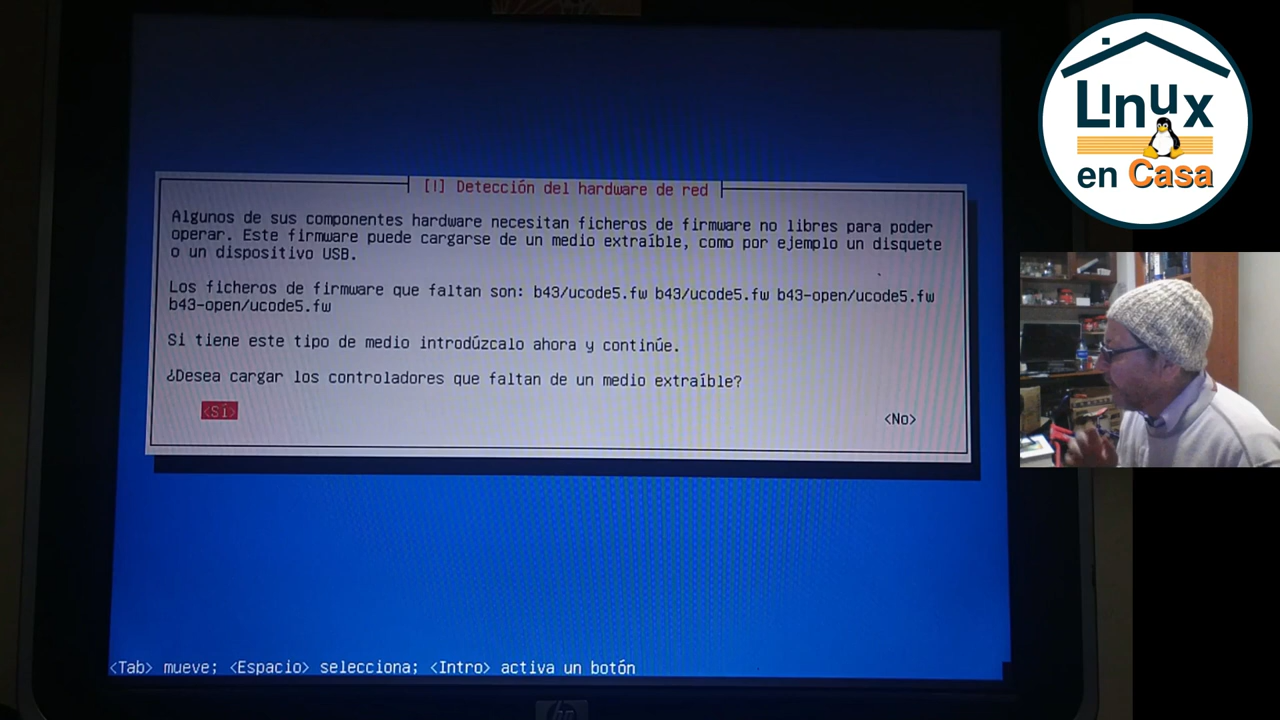 [!] Detección del hardware de red
Algunos de sus componentes hardware necesitan ficheros de firmware no libres para poder
operar. Este firmware puede cargarse de un medio extraíble, como por ejemplo un disquete
o un dispositivo USB.
Los ficheros de firmware que faltan son: b43/ucode5.fw b43/ucode5.fw b43-open/ucode5.fw
b43-open/ucode5.fw
Si tiene este tipo de medio introdúzcalo ahora y continúe.
¿Desea cargar los controladores que faltan de un medio extraíble?
<Sí>
<No>
<Tab> mueve; <Espacio> selecciona; <Intro> activa un botón
hp
Linux
en Casa